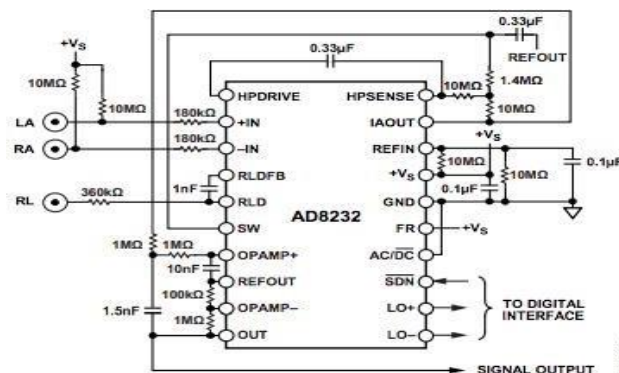 0.33µF
0.33µF
REFOUT
+VS
10MΩ
10MΩ
HPDRIVE
HPSENSE
10MΩ
1.4MΩ
10MΩ
LA
180kΩ
+IN
IAOUT
+VS
RA
180kΩ
–IN
REFIN
10MΩ
0.1µF
RLDFB
+VS
1nF
0.1µF
10MΩ
RL
360kΩ
RLD
AD8232
GND
SW
FR
+VS
1MΩ
1MΩ
OPAMP+
AC/DC
10nF
REFOUT
SDN
100kΩ
OPAMP–
LO+
TO DIGITAL
INTERFACE
1.5nF
1MΩ
OUT
LO–
SIGNAL OUTPUT